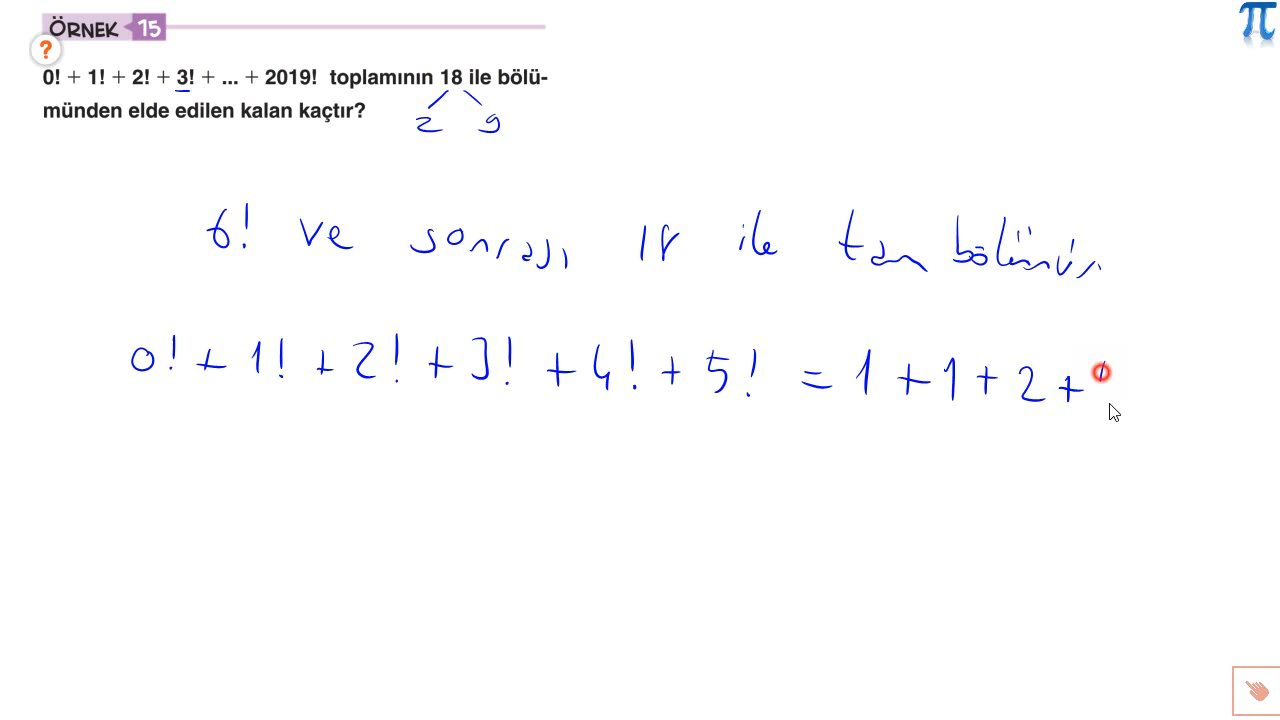 ÖRNEK 15
?
0! + 1! + 2! + 3! + ... + 2019! toplamının 18 ile bölü-
münden elde edilen kalan kaçtır?
2 9
6! ve sonrası 18 ile tam bölünür.
0! + 1! + 2! + 3! + 4! + 5! = 1 + 1 + 2 +
π